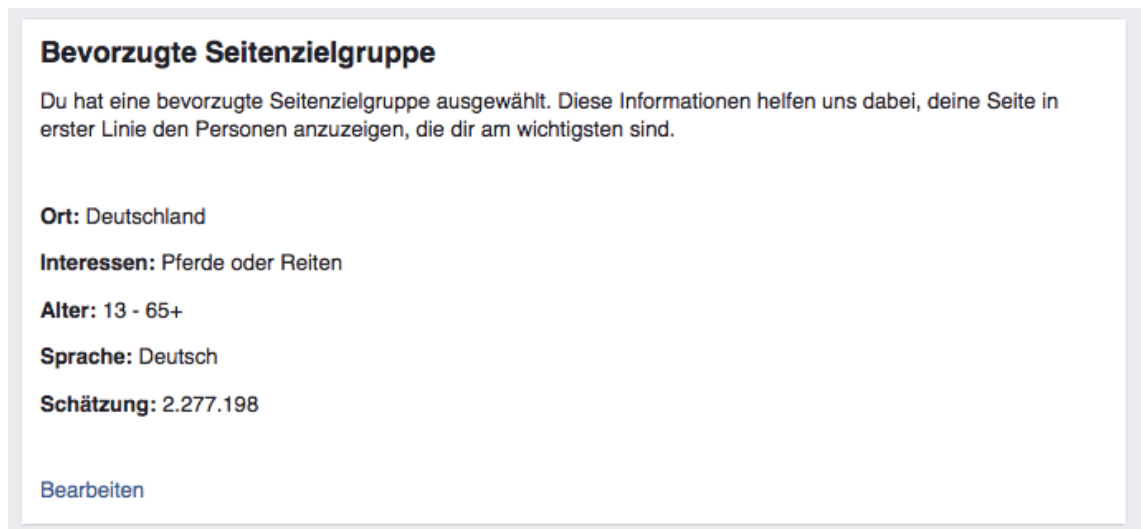 Bevorzugte Seitenzielgruppe
Du hat eine bevorzugte Seitenzielgruppe ausgewählt. Diese Informationen helfen uns dabei, deine Seite in
erster Linie den Personen anzuzeigen, die dir am wichtigsten sind.
Ort: Deutschland
Interessen: Pferde oder Reiten
Alter: 13 - 65+
Sprache: Deutsch
Schätzung: 2.277.198
Bearbeiten